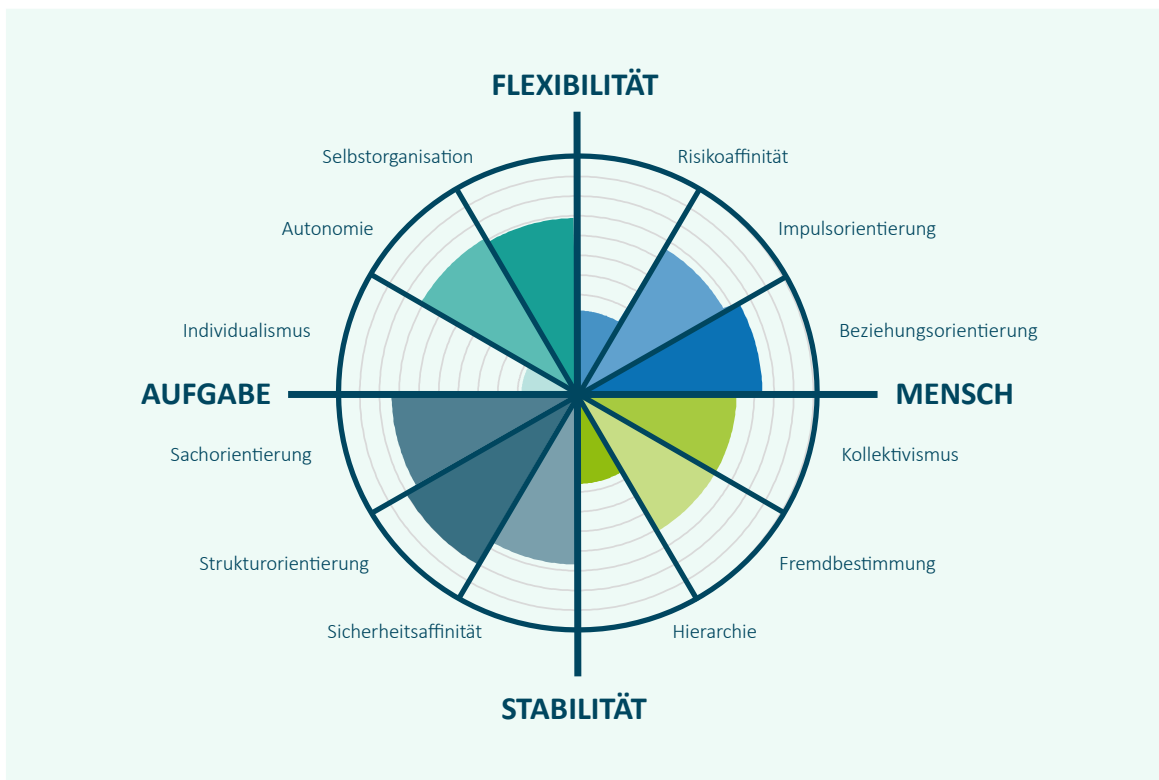 FLEXIBILITÄT
Selbstorganisation
Risikoaffinität
Autonomie
Impulsorientierung
Individualismus
Beziehungsorientierung
AUFGABE
MENSCH
Sachorientierung
Kollektivismus
Strukturorientierung
Fremdbestimmung
Sicherheitsaffinität
Hierarchie
STABILITÄT